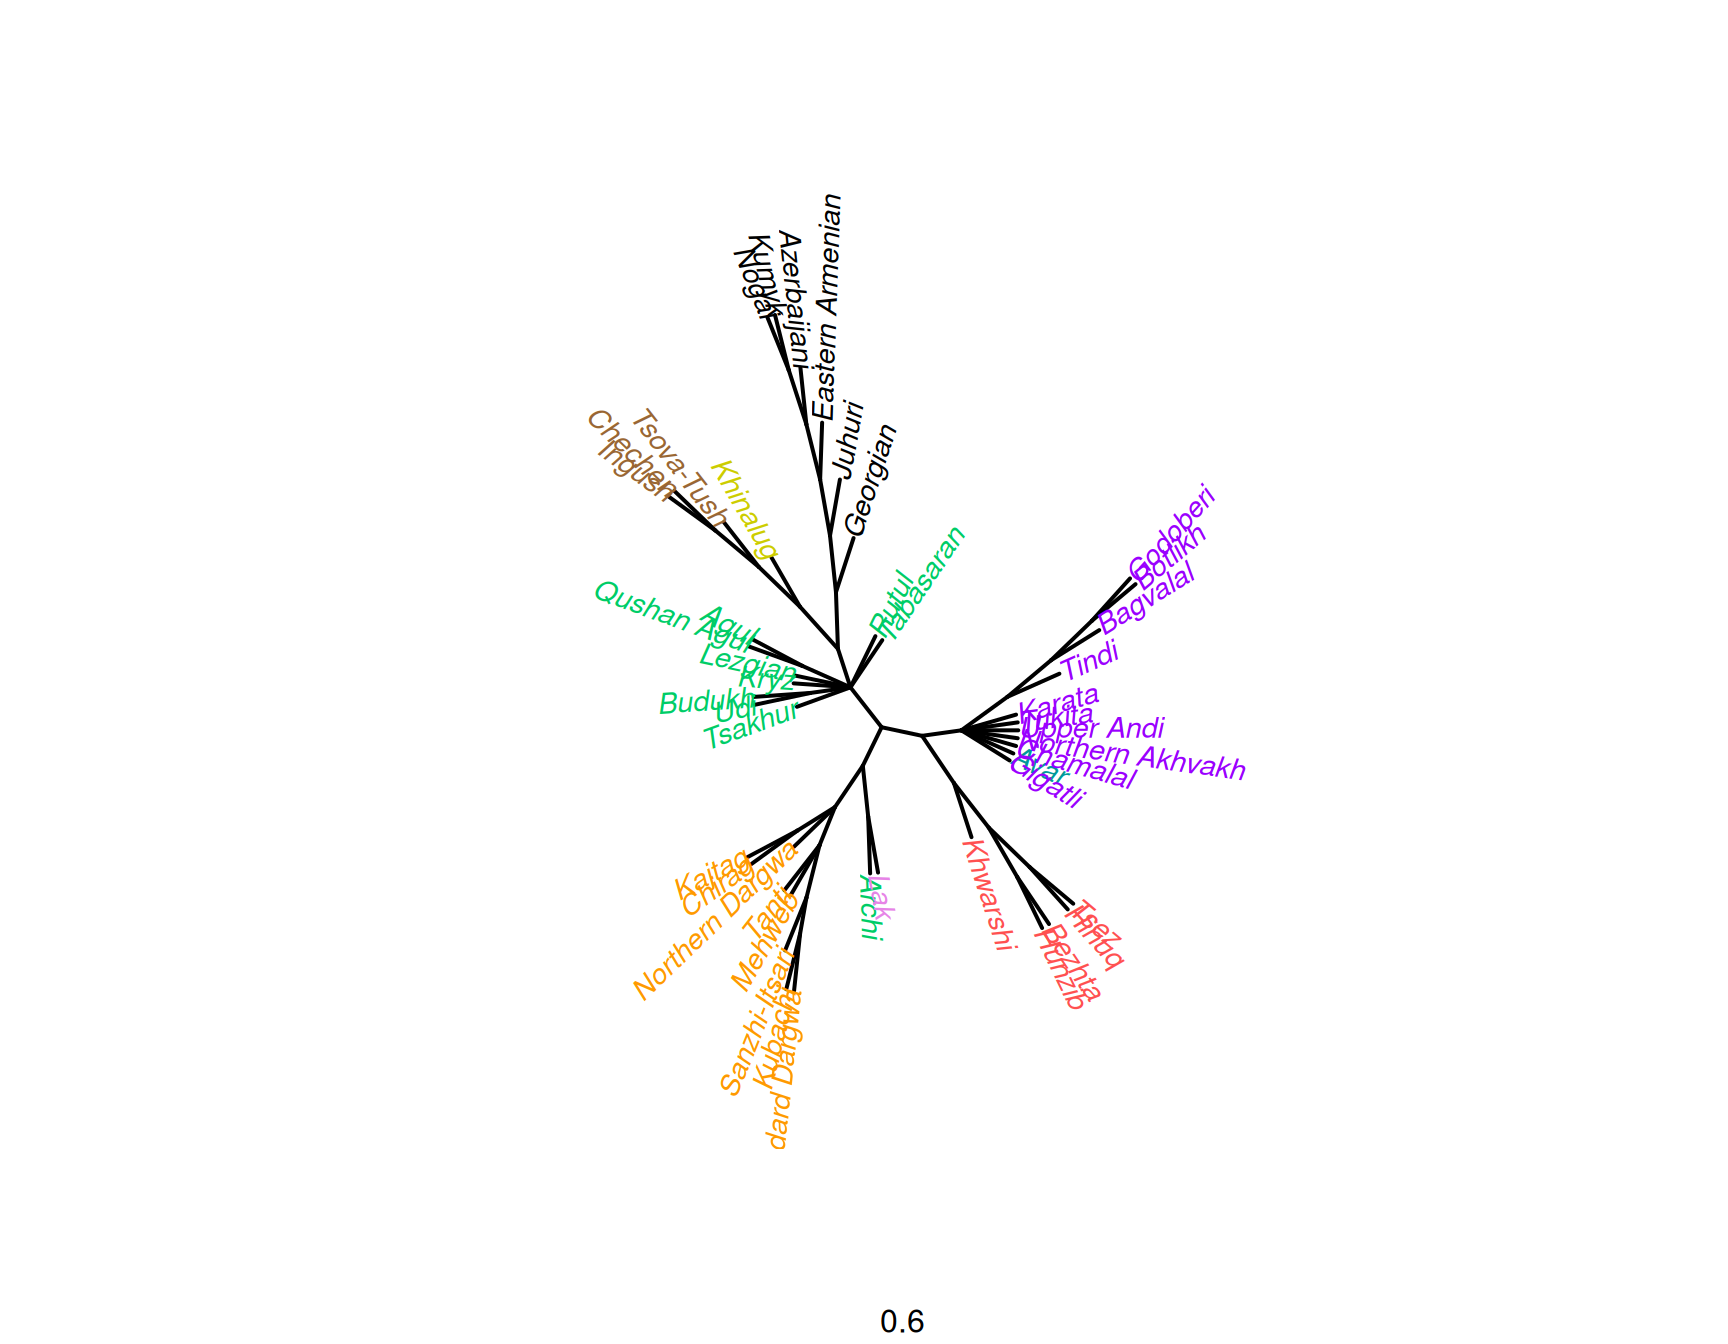 Nogai
Kumyk
Azerbaijani
Eastern Armenian
Juhuri
Georgian
Tsova-Tush
Chechen
Ingush
Khinalug
Rutul
Tabasaran
Qushan Agul
Agul
Lezgian
Kryz
Budukh
Udi
Tsakhur
Godoberi
Botlikh
Bagvalal
Tindi
Karata
Tukita
Upper Andi
Northern Akhvakh
Chamalal
Avar
Gigatli
Khwarshi
Tsez
Hinuq
Bezhta
Hunzib
Lak
Archi
Kaitag
Chirag
Northern Dargwa
Tanti
Mehweb
Sanzhi-Itsari
Kubachi
dard Dargwa
0.6